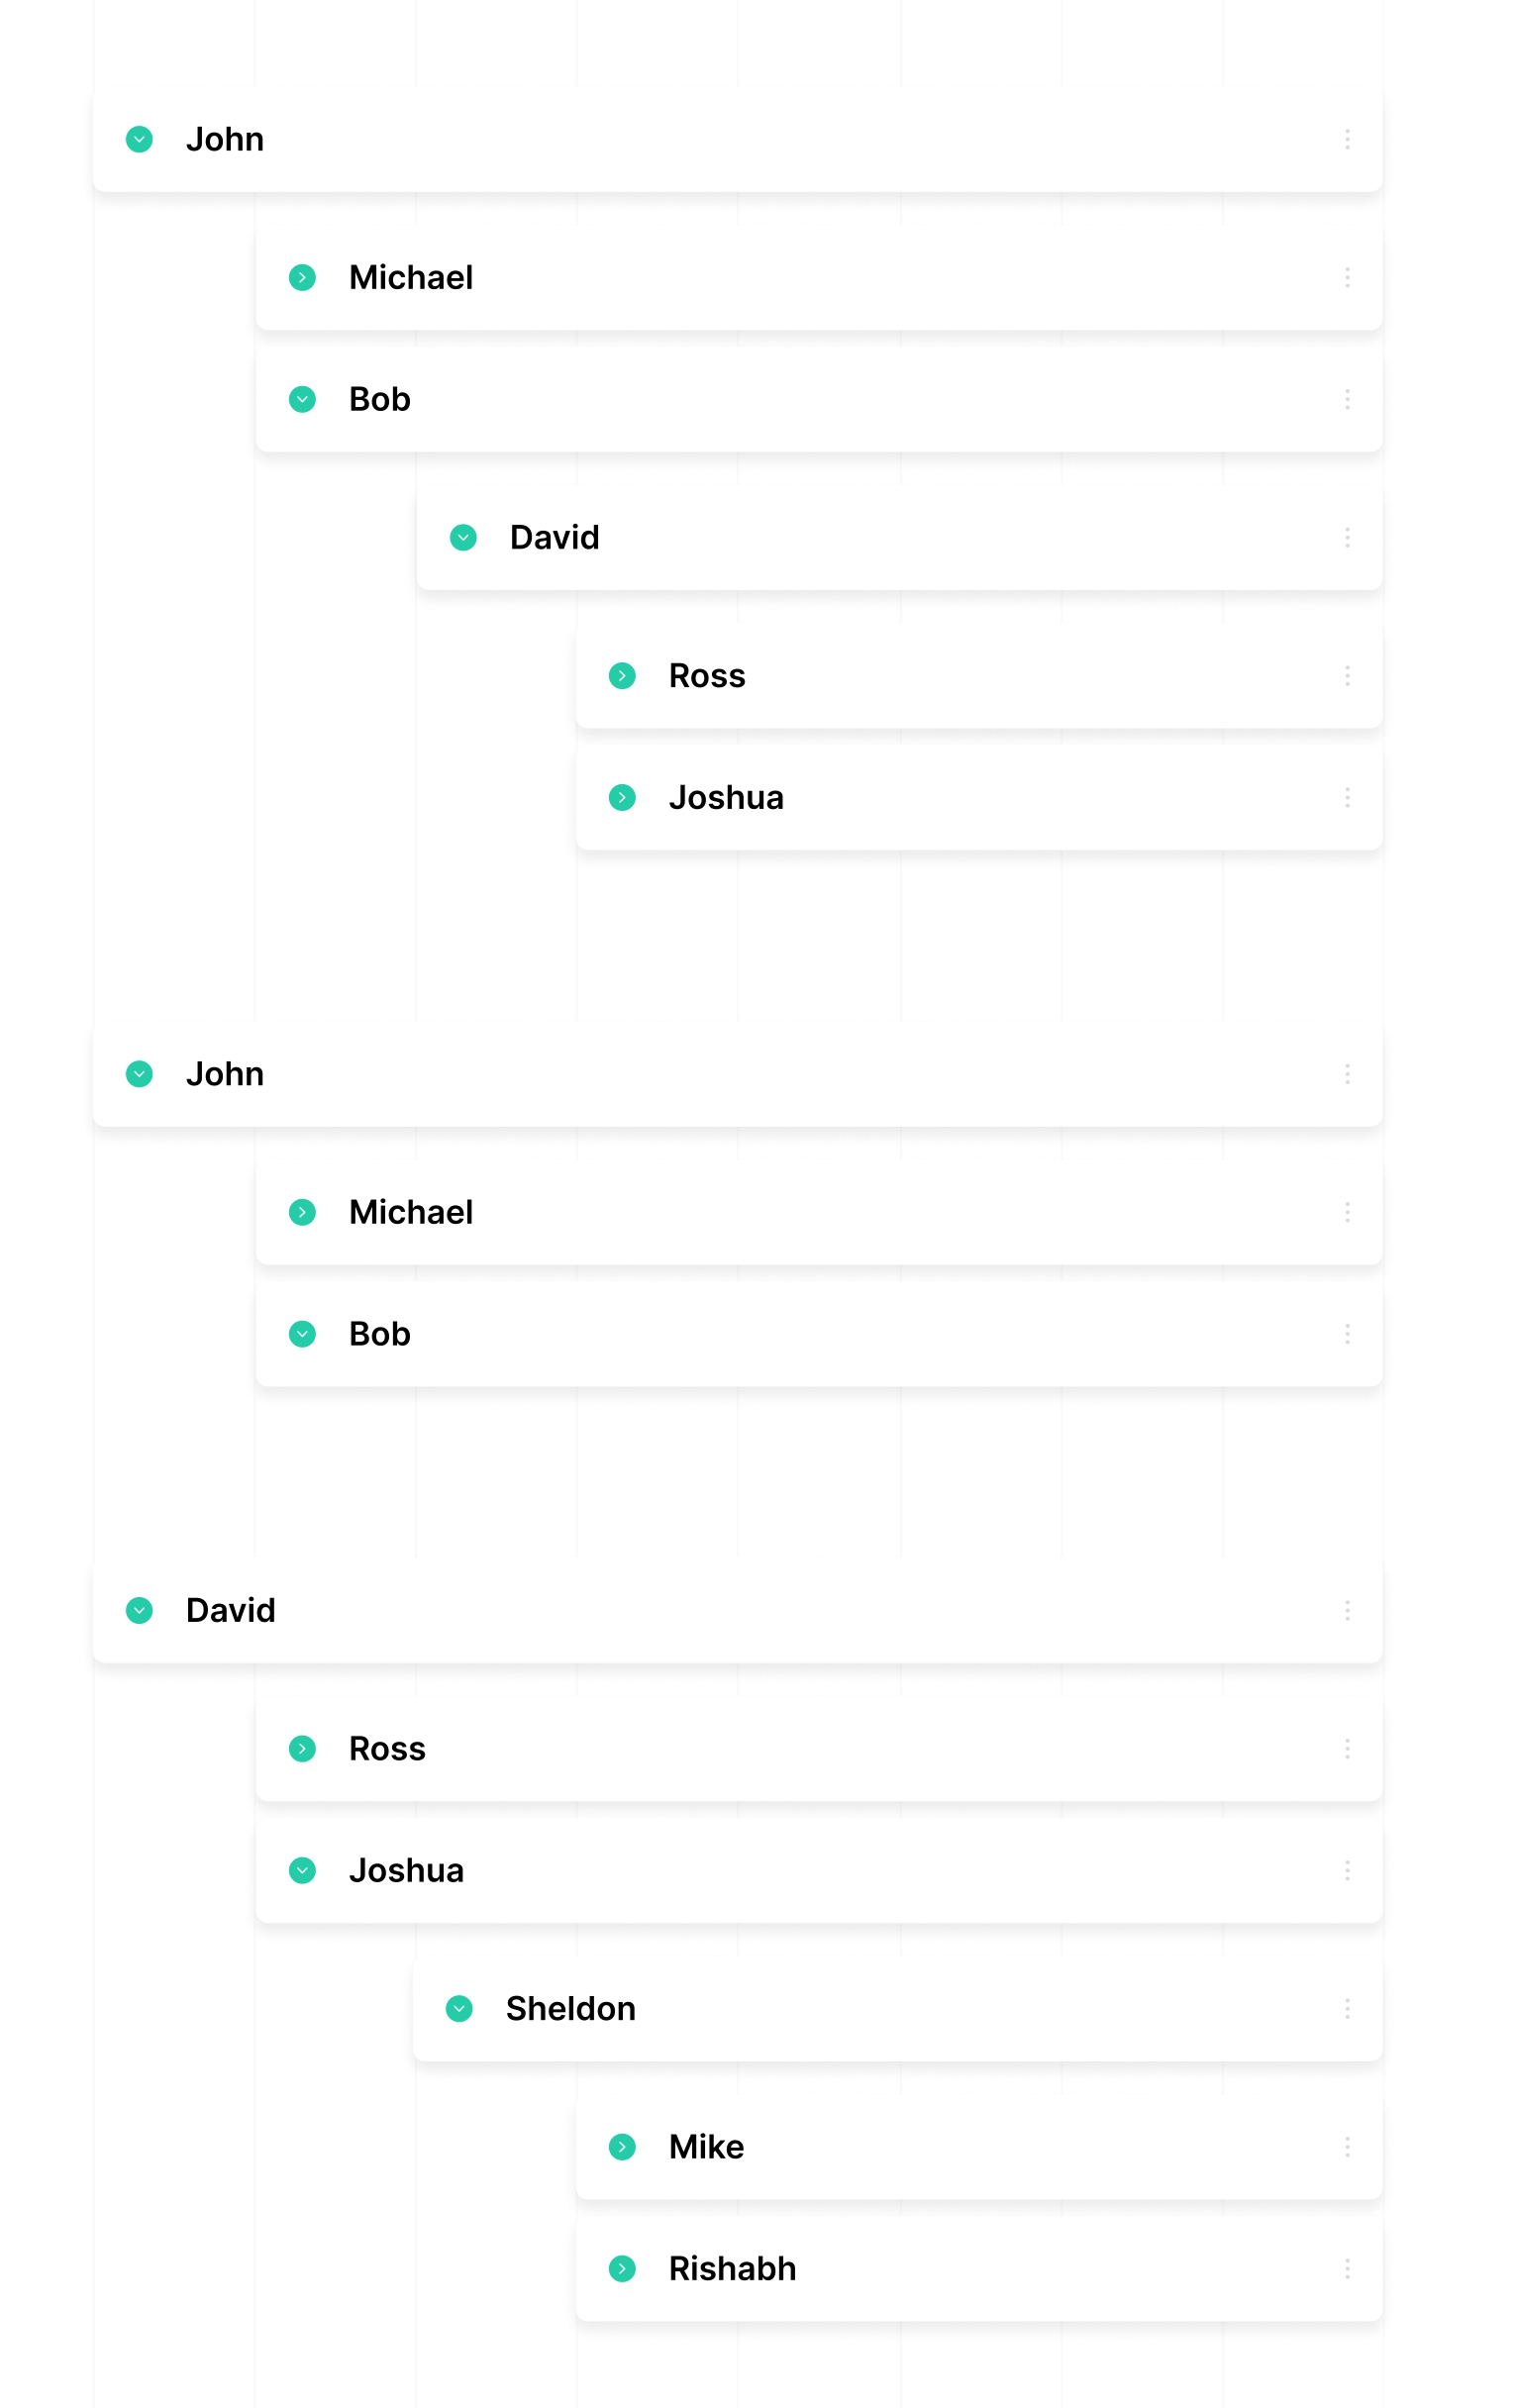 John
Michael
Bob
David
Ross
Joshua
John
Michael
Bob
David
Ross
Joshua
Sheldon
Mike
Rishabh